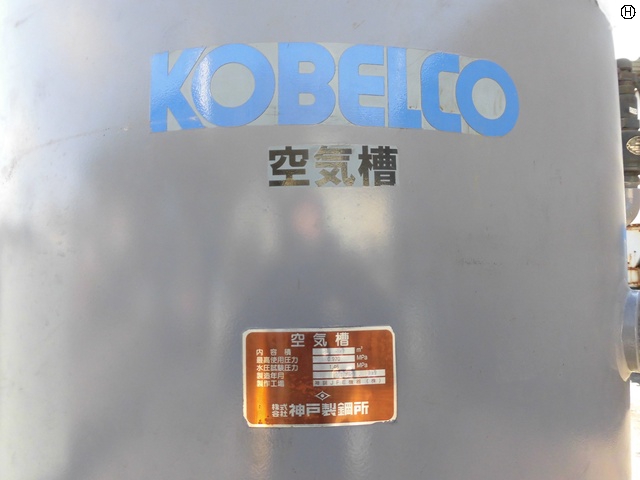 KOBELCO
空気槽
空気槽
内容積 m³
最高使用圧力 MPa
水圧試験圧力 MPa
製造年月
製作工場
株式会社 神戸製鋼所
H